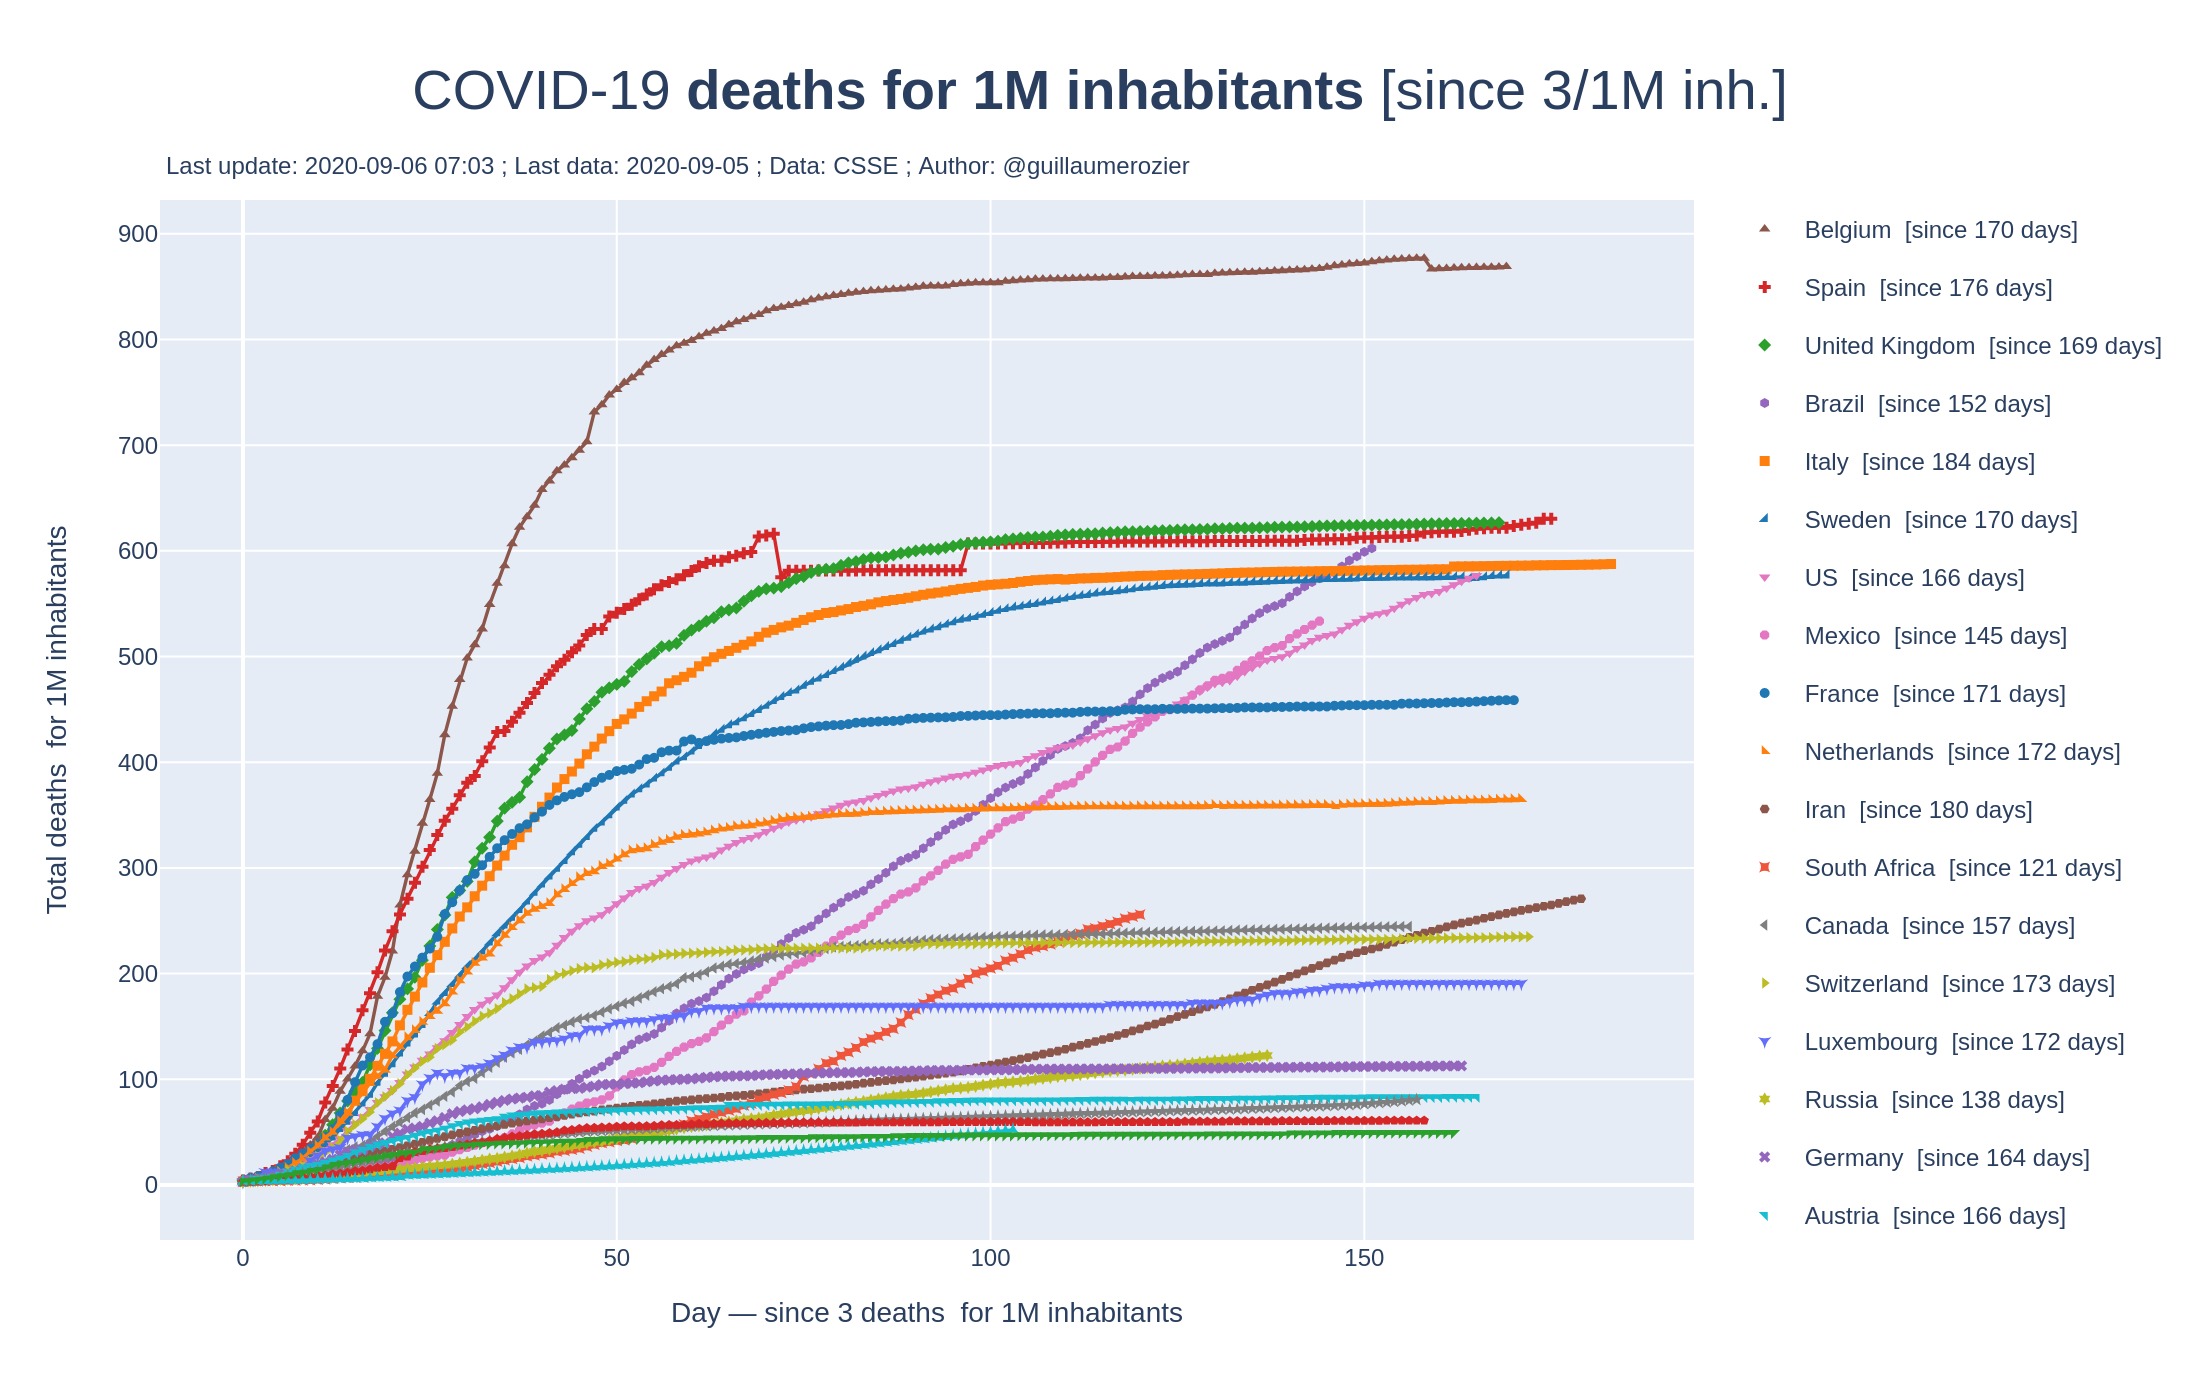 COVID-19 deaths for 1M inhabitants [since 3/1M inh.]
Last update: 2020-09-06 07:03 ; Last data: 2020-09-05 ; Data: CSSE ; Author: @guillaumerozier
900
800
700
600
500
400
300
200
100
0
Total deaths for 1M inhabitants
0 50 100 150
Day — since 3 deaths for 1M inhabitants
Belgium [since 170 days]
Spain [since 176 days]
United Kingdom [since 169 days]
Brazil [since 152 days]
Italy [since 184 days]
Sweden [since 170 days]
US [since 166 days]
Mexico [since 145 days]
France [since 171 days]
Netherlands [since 172 days]
Iran [since 180 days]
South Africa [since 121 days]
Canada [since 157 days]
Switzerland [since 173 days]
Luxembourg [since 172 days]
Russia [since 138 days]
Germany [since 164 days]
Austria [since 166 days]